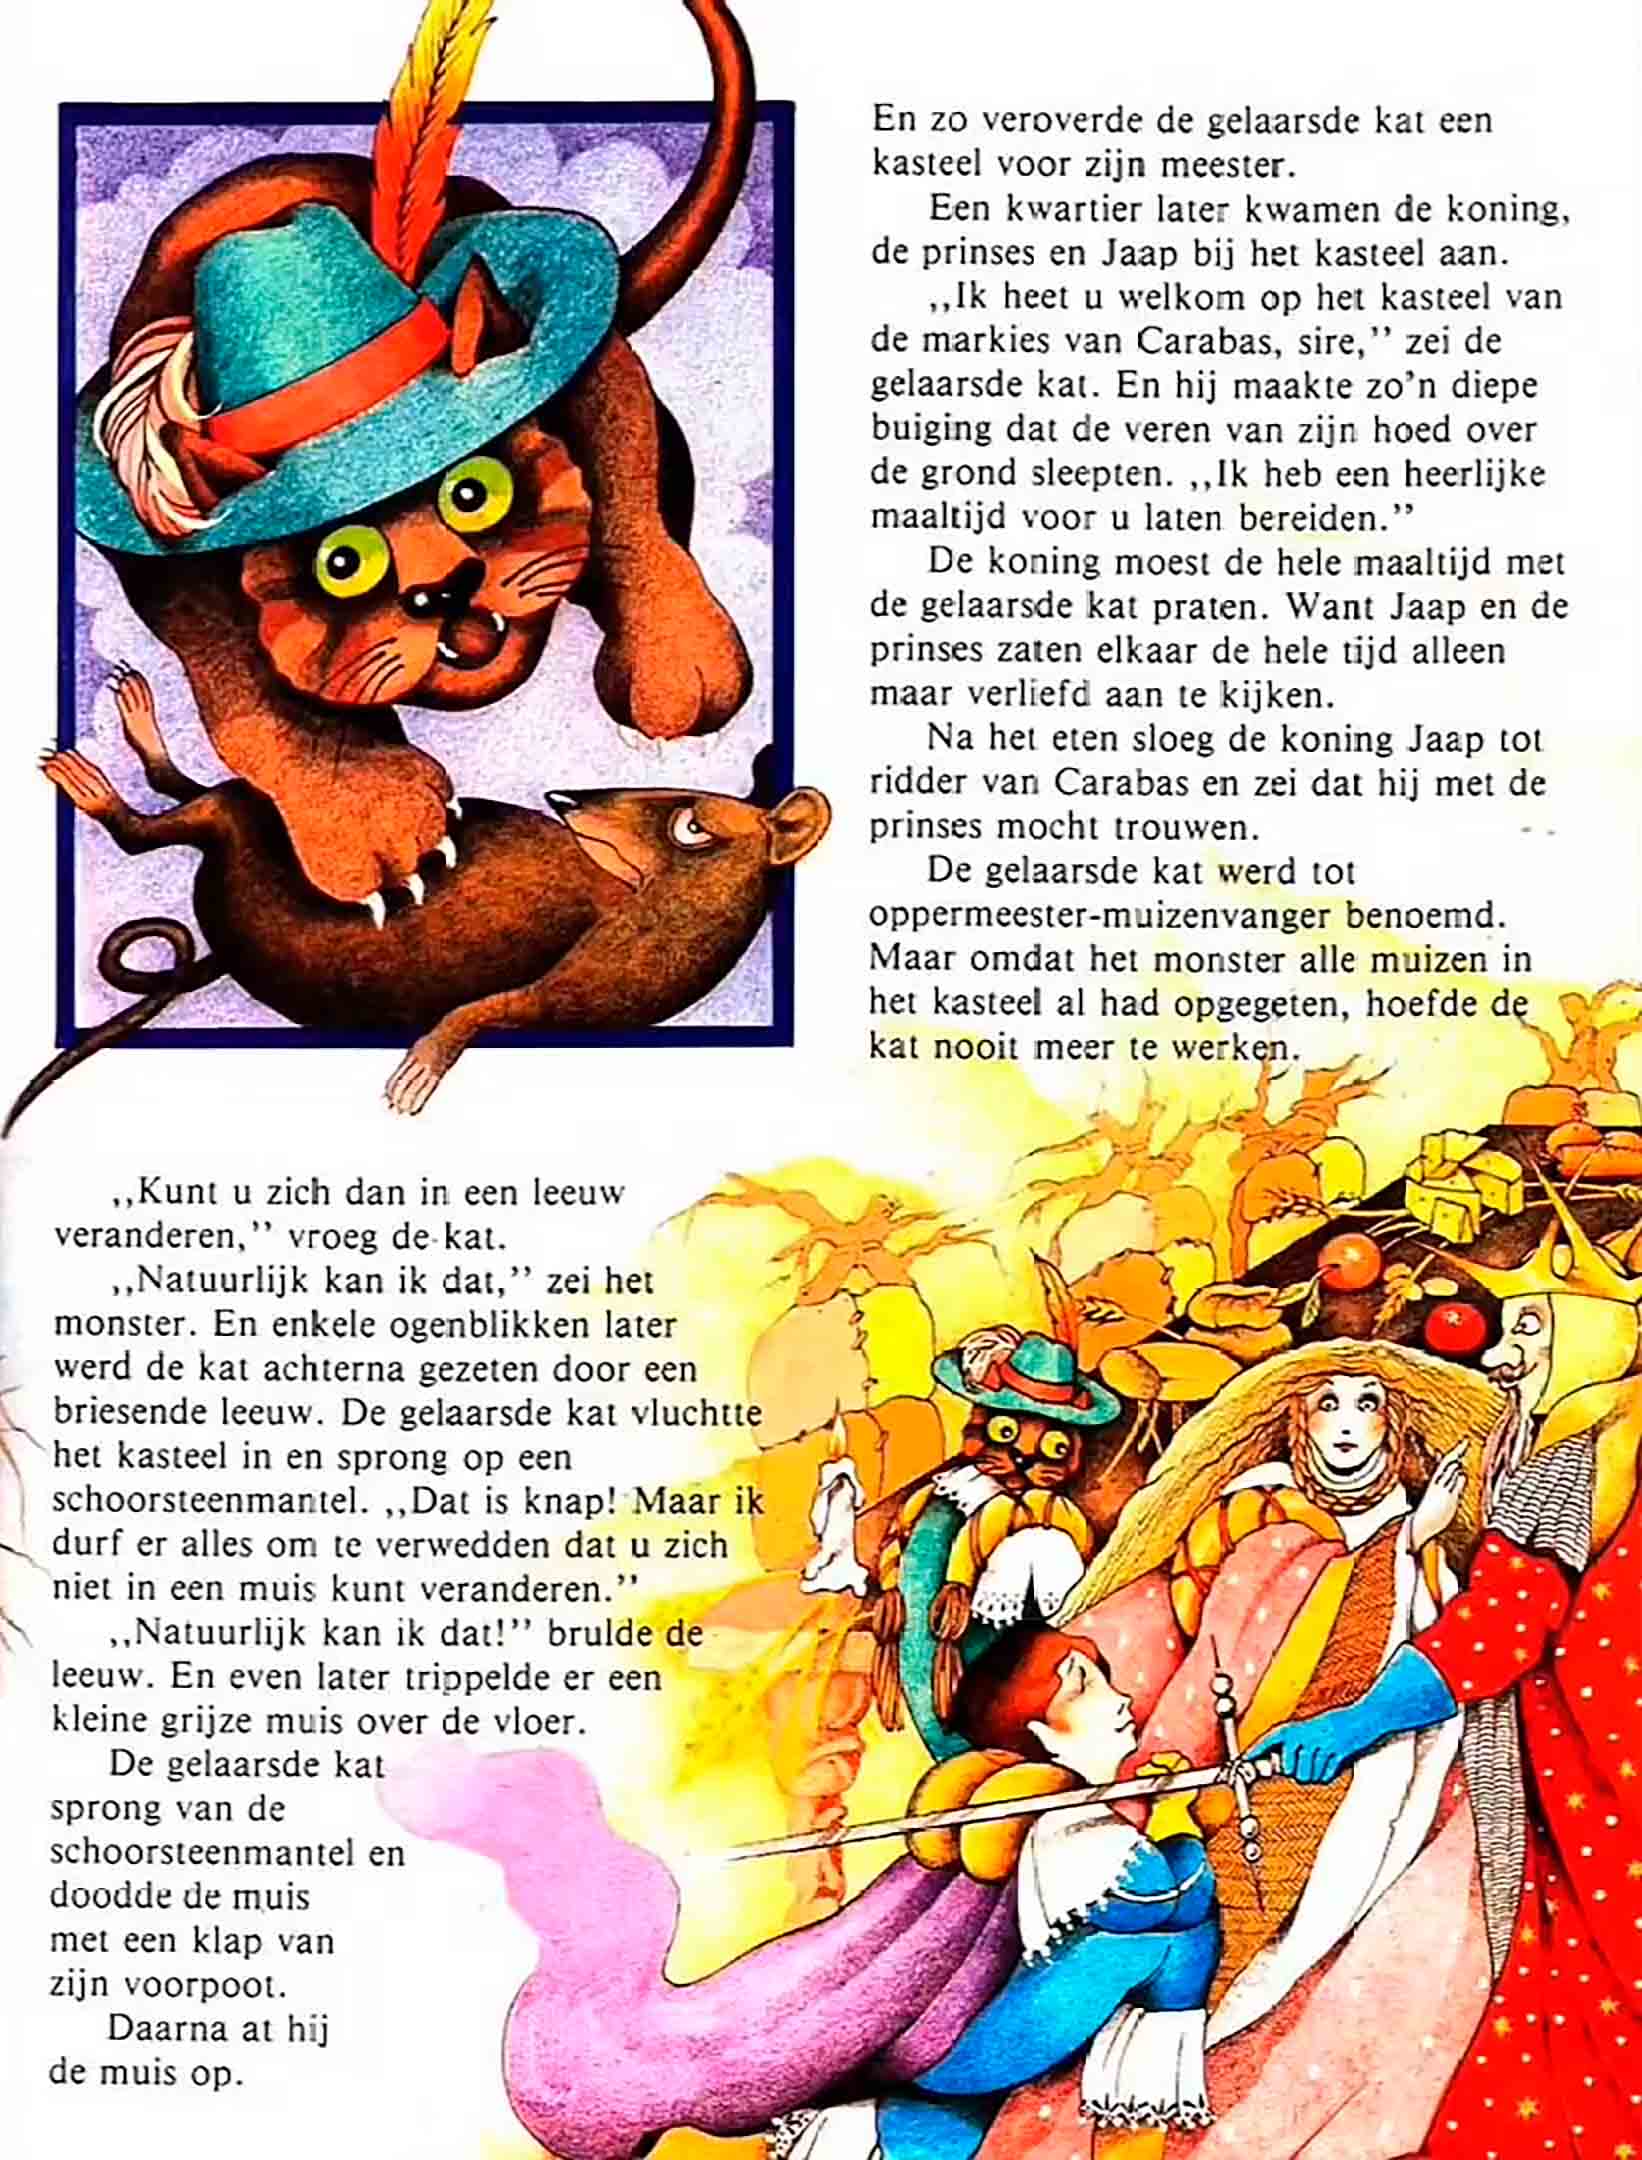 „Kunt u zich dan in een leeuw
veranderen,” vroeg de kat.
„Natuurlijk kan ik dat,” zei het
monster. En enkele ogenblikken later
werd de kat achterna gezeten door een
briesende leeuw. De gelaarsde kat vluchtte
het kasteel in en sprong op een
schoorsteenmantel. „Dat is knap! Maar ik
durf er alles om te verwedden dat u zich
niet in een muis kunt veranderen.”
„Natuurlijk kan ik dat!” brulde de
leeuw. En even later trippelde er een
kleine grijze muis over de vloer.
De gelaarsde kat
sprong van de
schoorsteenmantel en
doodde de muis
met een klap van
zijn voorpoot.
Daarna at hij
de muis op.
En zo veroverde de gelaarsde kat een
kasteel voor zijn meester.
Een kwartier later kwamen de koning,
de prinses en Jaap bij het kasteel aan.
„Ik heet u welkom op het kasteel van
de markies van Carabas, sire,” zei de
gelaarsde kat. En hij maakte zo’n diepe
buiging dat de veren van zijn hoed over
de grond sleepten. „Ik heb een heerlijke
maaltijd voor u laten bereiden.”
De koning moest de hele maaltijd met
de gelaarsde kat praten. Want Jaap en de
prinses zaten elkaar de hele tijd alleen
maar verliefd aan te kijken.
Na het eten sloeg de koning Jaap tot
ridder van Carabas en zei dat hij met de
prinses mocht trouwen.
De gelaarsde kat werd tot
oppermeester-muizenvanger benoemd.
Maar omdat het monster alle muizen in
het kasteel al had opgegeten, hoefde de
kat nooit meer te werken.